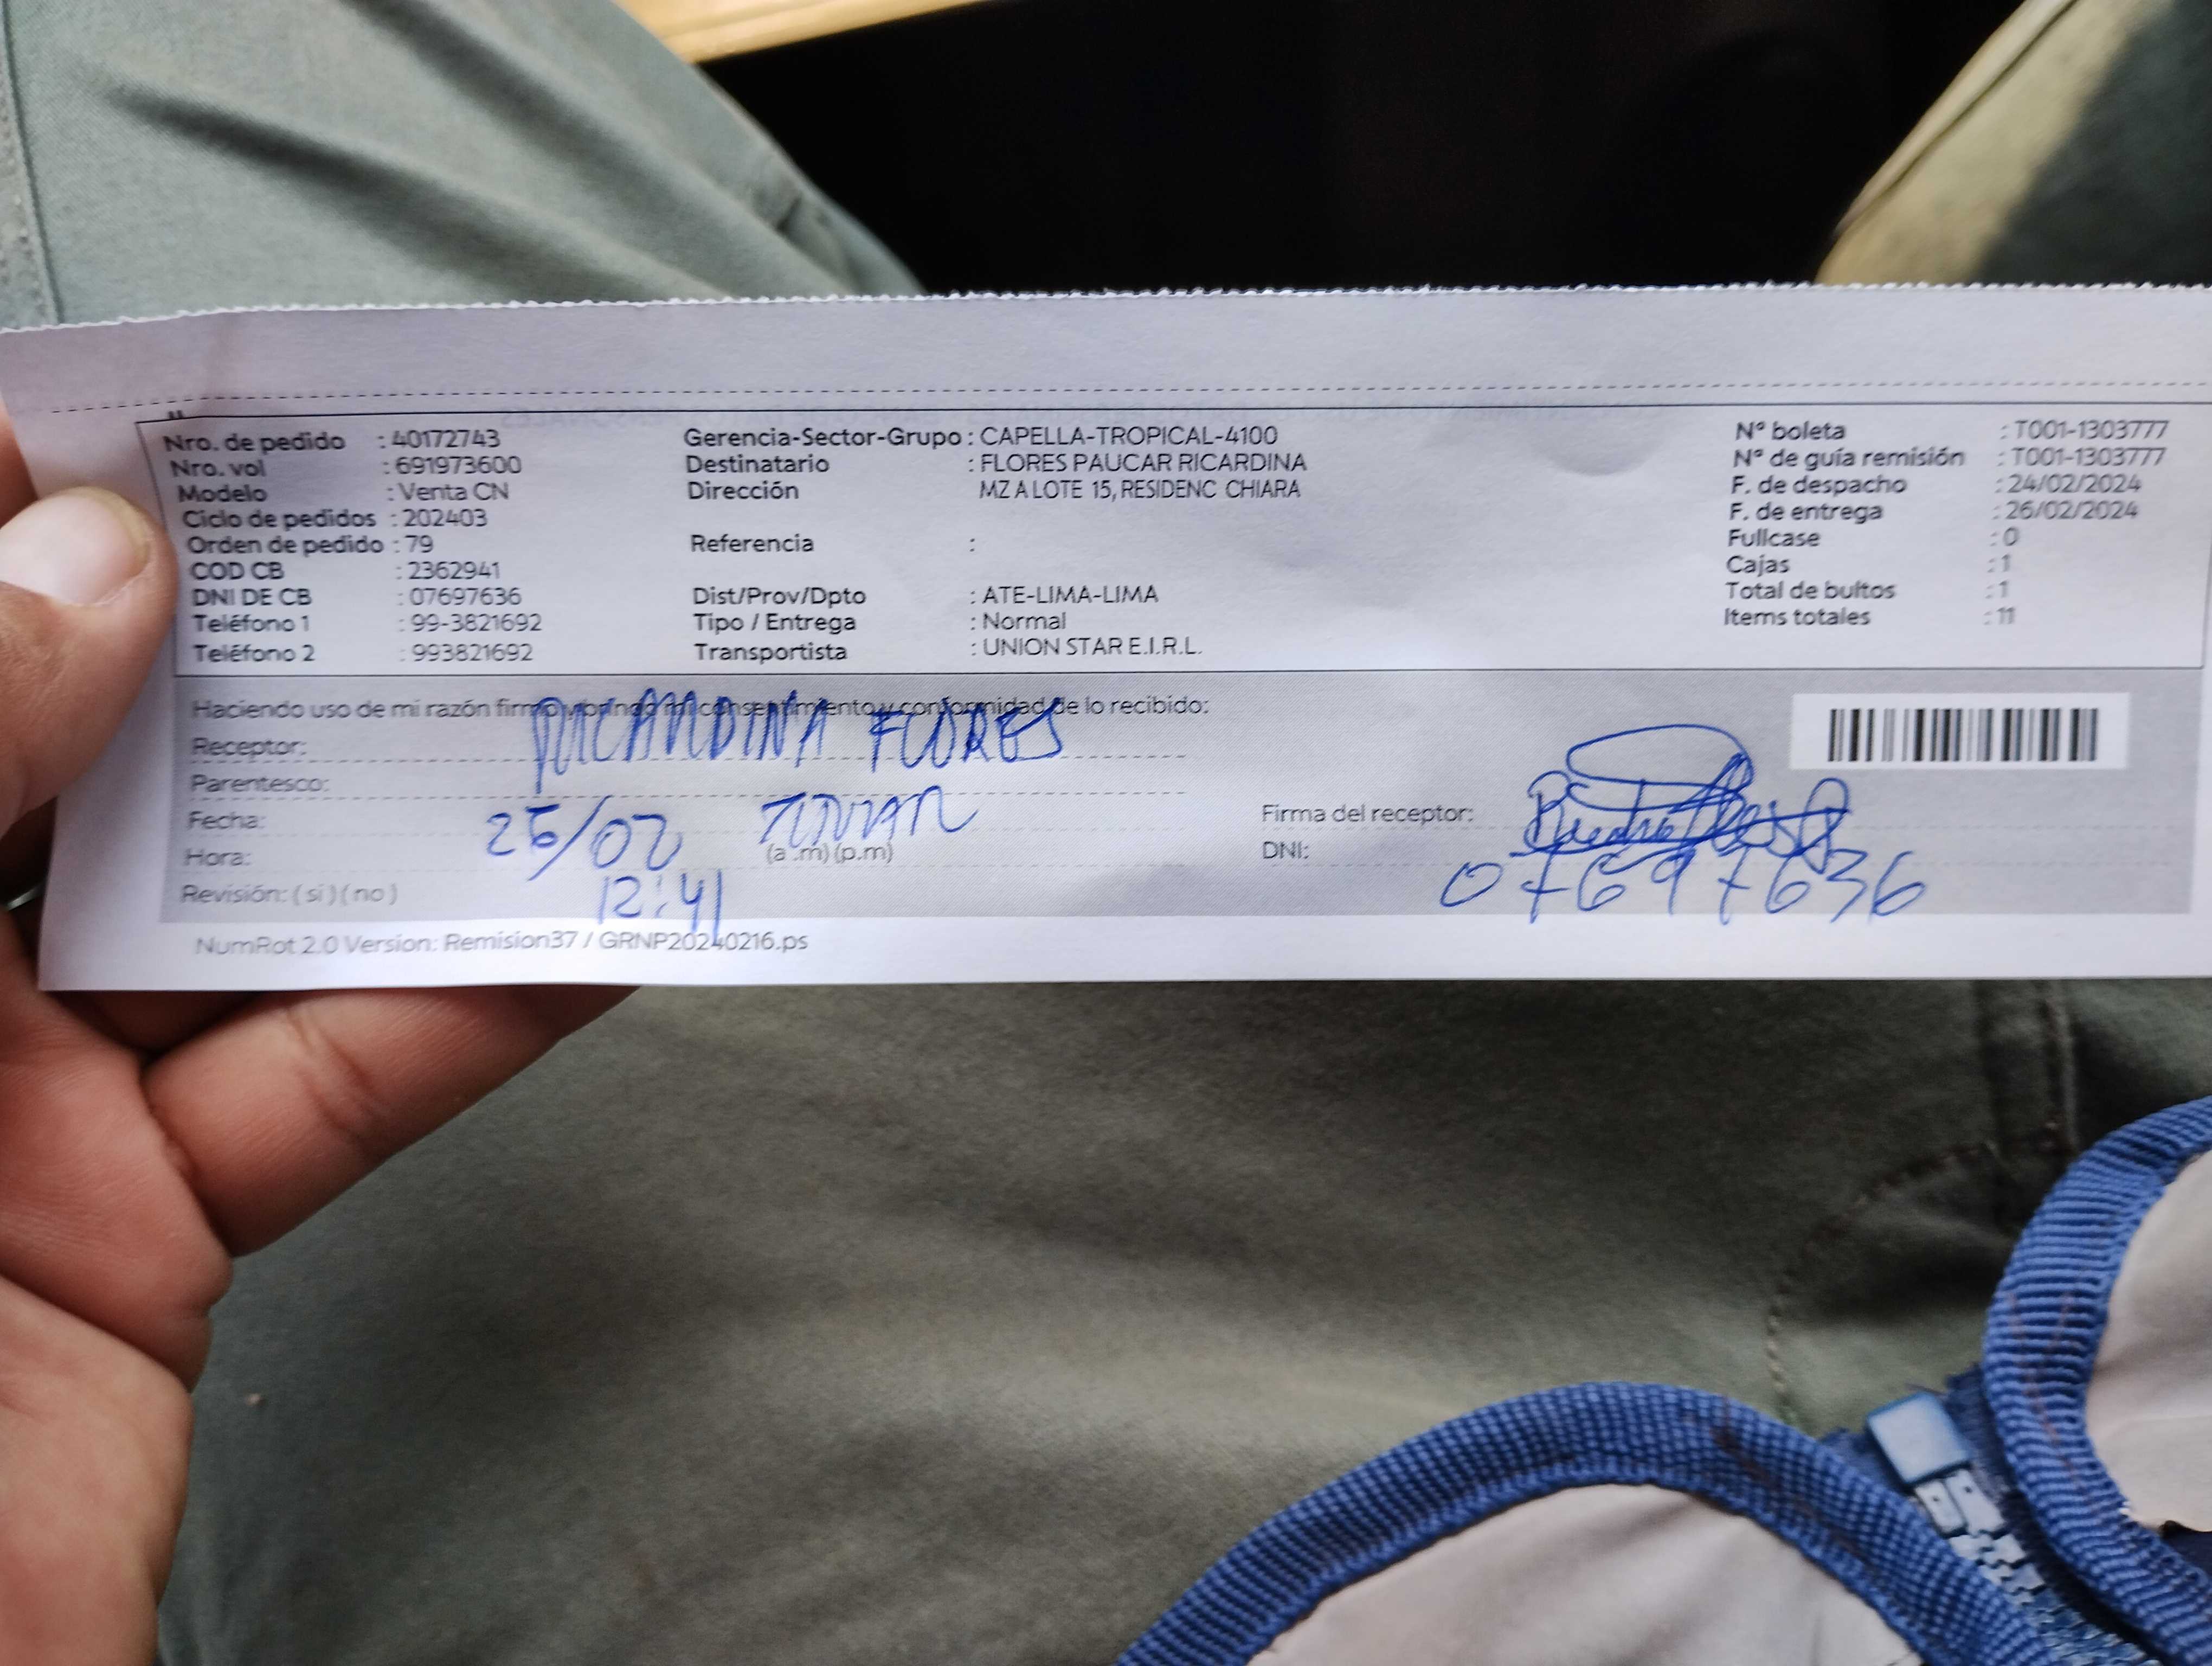 Nro. de pedido : 40172743
Nro. vol : 691973600
Modelo : Venta CN
Ciclo de pedidos : 202403
Orden de pedido : 79
COD CB : 2362941
DNI DE CB : 07697636
Teléfono 1 : 99-3821692
Teléfono 2 : 993821692
Gerencia-Sector-Grupo : CAPELLA-TROPICAL-4100
Destinatario : FLORES PAUCAR RICARDINA
Dirección MZ A LOTE 15, RESIDENC CHIARA
Referencia :
Dist/Prov/Dpto : ATE-LIMA-LIMA
Tipo / Entrega : Normal
Transportista : UNION STAR E.I.R.L.
N° boleta : T001-1303777
N° de guía remisión : T001-1303777
F. de despacho : 24/02/2024
F. de entrega : 26/02/2024
Fullcase : 0
Cajas : 1
Total de bultos : 1
Items totales : 11
Haciendo uso de mi razón firmo y brindo mi consentimiento y conformidad de lo recibido:
Receptor: RICARDINA FLORES
Parentesco:
Fecha: 26/02
Hora: 12:41 (a .m) (p.m)
Revisión: ( si ) ( no )
Firma del receptor:
DNI: 07697636
NumRot 2.0 Version: Remision37 / GRNP20240216.ps